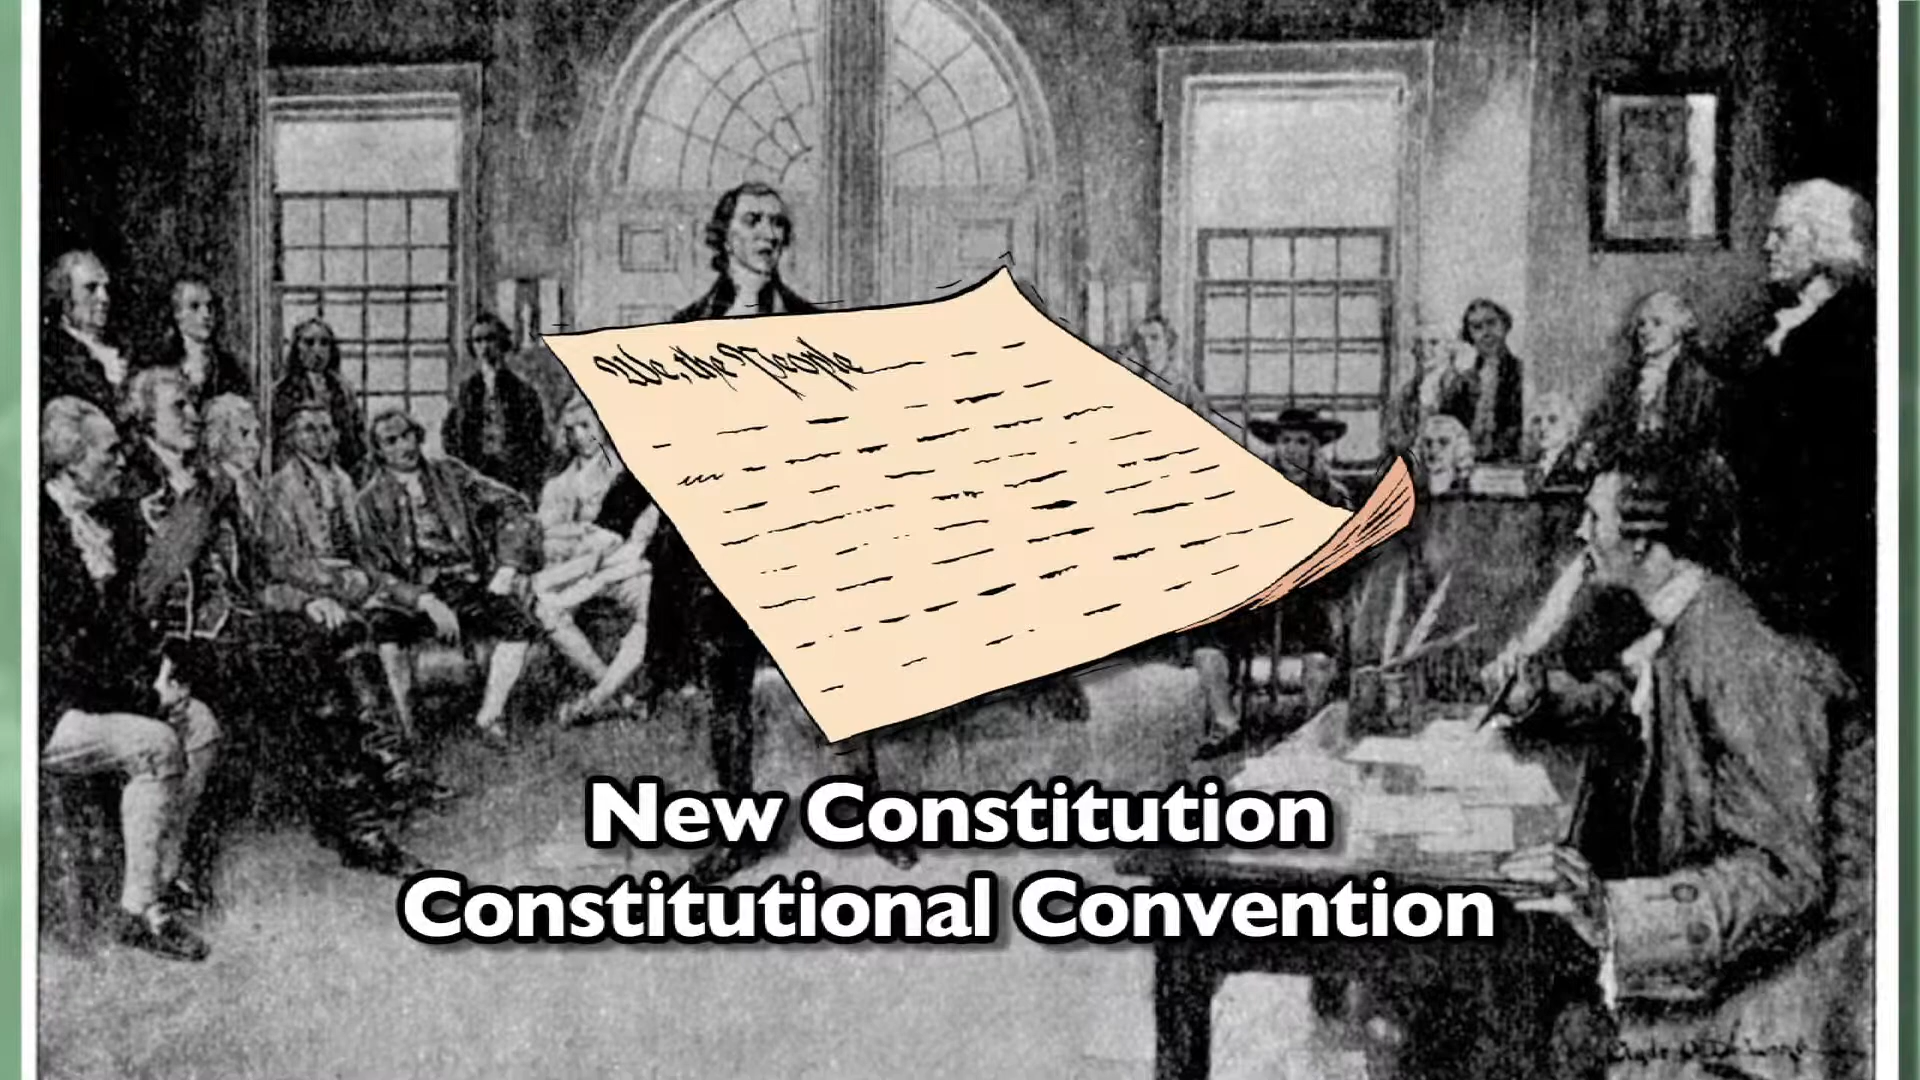 We, the People
New Constitution
Constitutional Convention